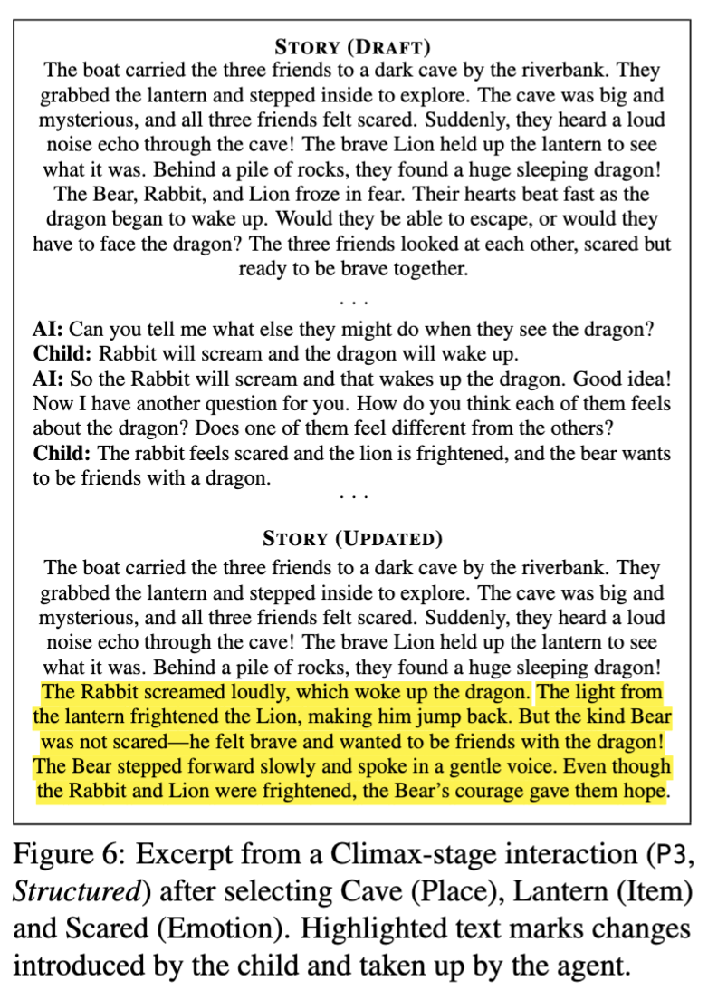 STORY (DRAFT)
The boat carried the three friends to a dark cave by the riverbank. They
grabbed the lantern and stepped inside to explore. The cave was big and
mysterious, and all three friends felt scared. Suddenly, they heard a loud
noise echo through the cave! The brave Lion held up the lantern to see
what it was. Behind a pile of rocks, they found a huge sleeping dragon!
The Bear, Rabbit, and Lion froze in fear. Their hearts beat fast as the
dragon began to wake up. Would they be able to escape, or would they
have to face the dragon? The three friends looked at each other, scared but
ready to be brave together.
. . .
AI: Can you tell me what else they might do when they see the dragon?
Child: Rabbit will scream and the dragon will wake up.
AI: So the Rabbit will scream and that wakes up the dragon. Good idea!
Now I have another question for you. How do you think each of them feels
about the dragon? Does one of them feel different from the others?
Child: The rabbit feels scared and the lion is frightened, and the bear wants
to be friends with a dragon.
. . .
STORY (UPDATED)
The boat carried the three friends to a dark cave by the riverbank. They
grabbed the lantern and stepped inside to explore. The cave was big and
mysterious, and all three friends felt scared. Suddenly, they heard a loud
noise echo through the cave! The brave Lion held up the lantern to see
what it was. Behind a pile of rocks, they found a huge sleeping dragon!
The Rabbit screamed loudly, which woke up the dragon. The light from
the lantern frightened the Lion, making him jump back. But the kind Bear
was not scared—he felt brave and wanted to be friends with the dragon!
The Bear stepped forward slowly and spoke in a gentle voice. Even though
the Rabbit and Lion were frightened, the Bear's courage gave them hope.
Figure 6: Excerpt from a Climax-stage interaction (P3,
Structured) after selecting Cave (Place), Lantern (Item)
and Scared (Emotion). Highlighted text marks changes
introduced by the child and taken up by the agent.